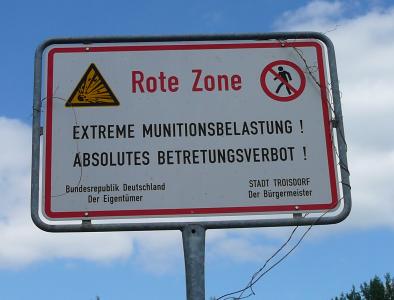 Rote Zone
EXTREME MUNITIONSBELASTUNG !
ABSOLUTES BETRETUNGSVERBOT !
Bundesrepublik Deutschland
Der Eigentümer
STADT TROISDORF
Der Bürgermeister